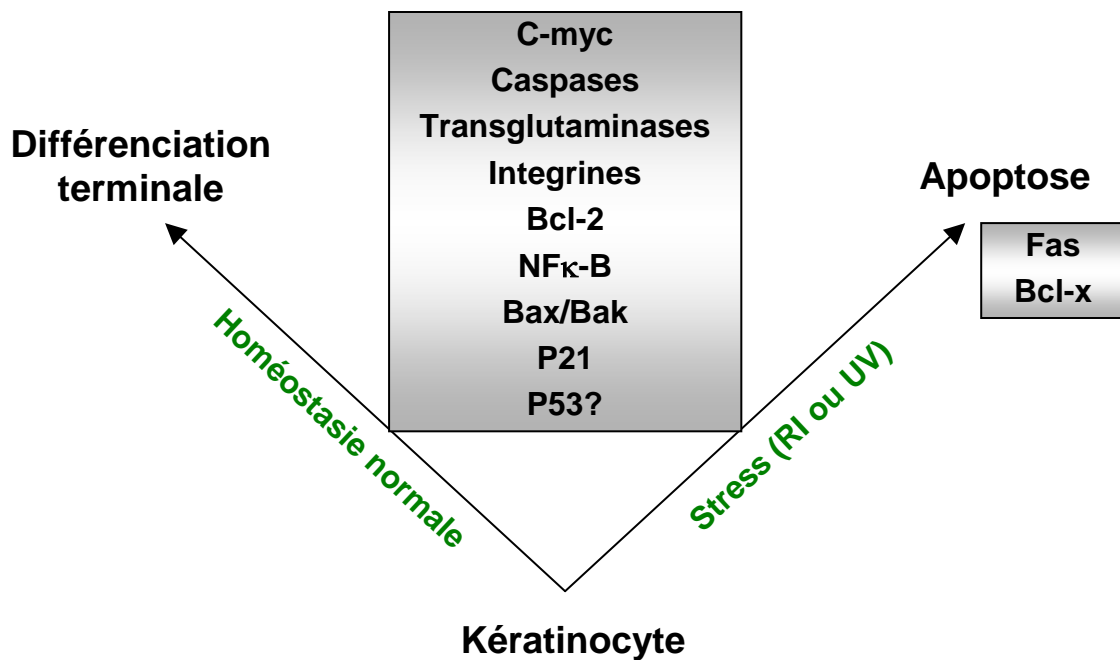 C-myc
Caspases
Transglutaminases
Integrines
Bcl-2
NFκ-B
Bax/Bak
P21
P53?
Différenciation
terminale
Apoptose
Fas
Bcl-x
Homéostasie normale
Stress (RI ou UV)
Kératinocyte